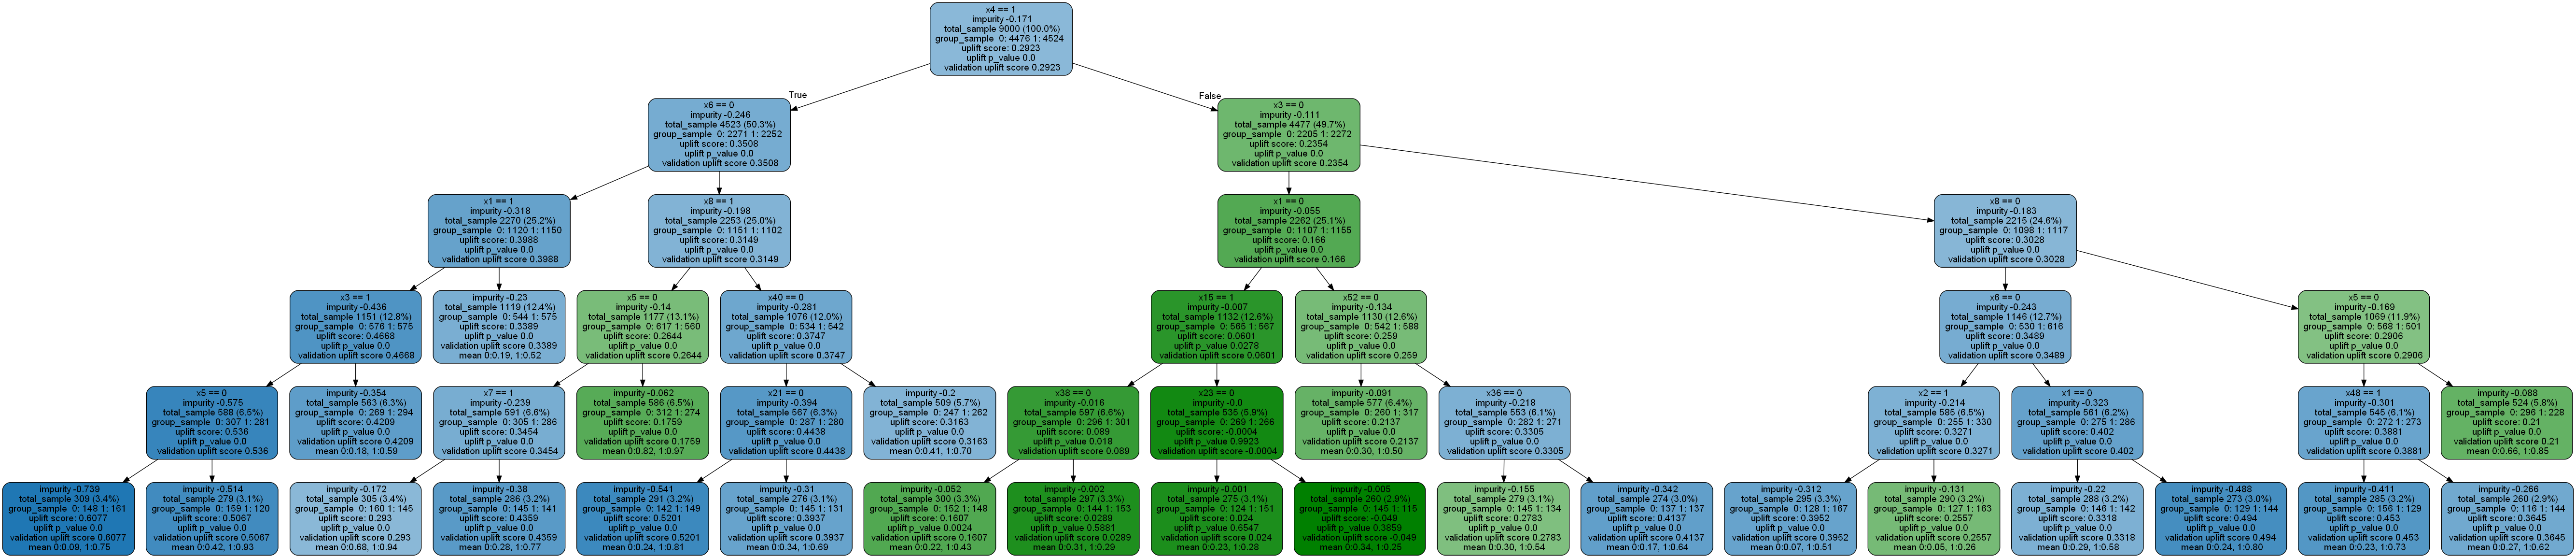 x4 == 1
impurity -0.171
total_sample 9000 (100.0%)
group_sample 0: 4476 1: 4524
uplift score: 0.2923
uplift p_value 0.0
validation uplift score 0.2923
True
False
x6 == 0
impurity -0.246
total_sample 4523 (50.3%)
group_sample 0: 2271 1: 2252
uplift score: 0.3508
uplift p_value 0.0
validation uplift score 0.3508
x3 == 0
impurity -0.111
total_sample 4477 (49.7%)
group_sample 0: 2205 1: 2272
uplift score: 0.2354
uplift p_value 0.0
validation uplift score 0.2354
x1 == 1
impurity -0.318
total_sample 2270 (25.2%)
group_sample 0: 1120 1: 1150
uplift score: 0.3988
uplift p_value 0.0
validation uplift score 0.3988
x8 == 1
impurity -0.198
total_sample 2253 (25.0%)
group_sample 0: 1151 1: 1102
uplift score: 0.3149
uplift p_value 0.0
validation uplift score 0.3149
x1 == 0
impurity -0.055
total_sample 2262 (25.1%)
group_sample 0: 1107 1: 1155
uplift score: 0.166
uplift p_value 0.0
validation uplift score 0.166
x8 == 0
impurity -0.183
total_sample 2215 (24.6%)
group_sample 0: 1098 1: 1117
uplift score: 0.3028
uplift p_value 0.0
validation uplift score 0.3028
x3 == 1
impurity -0.436
total_sample 1151 (12.8%)
group_sample 0: 576 1: 575
uplift score: 0.4668
uplift p_value 0.0
validation uplift score 0.4668
impurity -0.23
total_sample 1119 (12.4%)
group_sample 0: 544 1: 575
uplift score: 0.3389
uplift p_value 0.0
validation uplift score 0.3389
mean 0:0.19, 1:0.52
x5 == 0
impurity -0.14
total_sample 1177 (13.1%)
group_sample 0: 617 1: 560
uplift score: 0.2644
uplift p_value 0.0
validation uplift score 0.2644
x40 == 0
impurity -0.281
total_sample 1076 (12.0%)
group_sample 0: 534 1: 542
uplift score: 0.3747
uplift p_value 0.0
validation uplift score 0.3747
x15 == 1
impurity -0.007
total_sample 1132 (12.6%)
group_sample 0: 565 1: 567
uplift score: 0.0601
uplift p_value 0.0278
validation uplift score 0.0601
x52 == 0
impurity -0.134
total_sample 1130 (12.6%)
group_sample 0: 542 1: 588
uplift score: 0.259
uplift p_value 0.0
validation uplift score 0.259
x6 == 0
impurity -0.243
total_sample 1146 (12.7%)
group_sample 0: 530 1: 616
uplift score: 0.3489
uplift p_value 0.0
validation uplift score 0.3489
x5 == 0
impurity -0.169
total_sample 1069 (11.9%)
group_sample 0: 568 1: 501
uplift score: 0.2906
uplift p_value 0.0
validation uplift score 0.2906
x5 == 0
impurity -0.575
total_sample 588 (6.5%)
group_sample 0: 307 1: 281
uplift score: 0.536
uplift p_value 0.0
validation uplift score 0.536
impurity -0.354
total_sample 563 (6.3%)
group_sample 0: 269 1: 294
uplift score: 0.4209
uplift p_value 0.0
validation uplift score 0.4209
mean 0:0.18, 1:0.59
x7 == 1
impurity -0.239
total_sample 591 (6.6%)
group_sample 0: 305 1: 286
uplift score: 0.3454
uplift p_value 0.0
validation uplift score 0.3454
impurity -0.062
total_sample 586 (6.5%)
group_sample 0: 312 1: 274
uplift score: 0.1759
uplift p_value 0.0024
validation uplift score 0.1759
mean 0:0.82, 1:0.97
x21 == 0
impurity -0.394
total_sample 567 (6.3%)
group_sample 0: 287 1: 280
uplift score: 0.4438
uplift p_value 0.0
validation uplift score 0.4438
impurity -0.2
total_sample 509 (5.7%)
group_sample 0: 247 1: 262
uplift score: 0.3163
uplift p_value 0.0
validation uplift score 0.3163
mean 0:0.41, 1:0.70
x38 == 0
impurity -0.016
total_sample 597 (6.6%)
group_sample 0: 296 1: 301
uplift score: 0.089
uplift p_value 0.018
validation uplift score 0.089
x23 == 0
impurity -0.0
total_sample 535 (5.9%)
group_sample 0: 269 1: 266
uplift score: -0.0004
uplift p_value 0.9923
validation uplift score -0.0004
impurity -0.091
total_sample 577 (6.4%)
group_sample 0: 260 1: 317
uplift score: 0.2137
uplift p_value 0.0
validation uplift score 0.2137
mean 0:0.30, 1:0.50
x36 == 0
impurity -0.218
total_sample 553 (6.1%)
group_sample 0: 282 1: 271
uplift score: 0.3305
uplift p_value 0.0
validation uplift score 0.3305
x2 == 1
impurity -0.214
total_sample 585 (6.5%)
group_sample 0: 255 1: 330
uplift score: 0.3271
uplift p_value 0.0
validation uplift score 0.3271
x1 == 0
impurity -0.323
total_sample 561 (6.2%)
group_sample 0: 275 1: 286
uplift score: 0.402
uplift p_value 0.0
validation uplift score 0.402
x48 == 1
impurity -0.301
total_sample 545 (6.1%)
group_sample 0: 272 1: 273
uplift score: 0.3881
uplift p_value 0.0
validation uplift score 0.3881
impurity -0.088
total_sample 524 (5.8%)
group_sample 0: 296 1: 228
uplift score: 0.21
uplift p_value 0.0
validation uplift score 0.21
mean 0:0.66, 1:0.85
impurity -0.739
total_sample 309 (3.4%)
group_sample 0: 148 1: 161
uplift score: 0.6077
uplift p_value 0.0
validation uplift score 0.6077
mean 0:0.09, 1:0.75
impurity -0.514
total_sample 279 (3.1%)
group_sample 0: 159 1: 120
uplift score: 0.5067
uplift p_value 0.0
validation uplift score 0.5067
mean 0:0.42, 1:0.93
impurity -0.172
total_sample 305 (3.4%)
group_sample 0: 160 1: 145
uplift score: 0.293
uplift p_value 0.0
validation uplift score 0.293
mean 0:0.68, 1:0.94
impurity -0.38
total_sample 286 (3.2%)
group_sample 0: 145 1: 141
uplift score: 0.4359
uplift p_value 0.0
validation uplift score 0.4359
mean 0:0.28, 1:0.77
impurity -0.541
total_sample 291 (3.2%)
group_sample 0: 142 1: 149
uplift score: 0.5201
uplift p_value 0.0
validation uplift score 0.5201
mean 0:0.24, 1:0.81
impurity -0.31
total_sample 276 (3.1%)
group_sample 0: 145 1: 131
uplift score: 0.3937
uplift p_value 0.0
validation uplift score 0.3937
mean 0:0.34, 1:0.69
impurity -0.052
total_sample 300 (3.3%)
group_sample 0: 152 1: 148
uplift score: 0.1607
uplift p_value 0.0
validation uplift score 0.1607
mean 0:0.22, 1:0.43
impurity -0.002
total_sample 297 (3.3%)
group_sample 0: 144 1: 153
uplift score: 0.0289
uplift p_value 0.5881
validation uplift score 0.0289
mean 0:0.31, 1:0.29
impurity -0.001
total_sample 275 (3.1%)
group_sample 0: 124 1: 151
uplift score: 0.024
uplift p_value 0.6547
validation uplift score 0.024
mean 0:0.23, 1:0.28
impurity -0.005
total_sample 260 (2.9%)
group_sample 0: 145 1: 115
uplift score: -0.049
uplift p_value 0.3859
validation uplift score -0.049
mean 0:0.34, 1:0.25
impurity -0.155
total_sample 279 (3.1%)
group_sample 0: 145 1: 134
uplift score: 0.2783
uplift p_value 0.0
validation uplift score 0.2783
mean 0:0.30, 1:0.54
impurity -0.342
total_sample 274 (3.0%)
group_sample 0: 137 1: 137
uplift score: 0.4137
uplift p_value 0.0
validation uplift score 0.4137
mean 0:0.17, 1:0.64
impurity -0.312
total_sample 295 (3.3%)
group_sample 0: 128 1: 167
uplift score: 0.3952
uplift p_value 0.0
validation uplift score 0.3952
mean 0:0.07, 1:0.51
impurity -0.131
total_sample 290 (3.2%)
group_sample 0: 127 1: 163
uplift score: 0.2557
uplift p_value 0.0
validation uplift score 0.2557
mean 0:0.05, 1:0.26
impurity -0.22
total_sample 288 (3.2%)
group_sample 0: 146 1: 142
uplift score: 0.3318
uplift p_value 0.0
validation uplift score 0.3318
mean 0:0.29, 1:0.58
impurity -0.488
total_sample 273 (3.0%)
group_sample 0: 129 1: 144
uplift score: 0.494
uplift p_value 0.0
validation uplift score 0.494
mean 0:0.24, 1:0.80
impurity -0.411
total_sample 285 (3.2%)
group_sample 0: 156 1: 129
uplift score: 0.453
uplift p_value 0.0
validation uplift score 0.453
mean 0:0.23, 1:0.73
impurity -0.266
total_sample 260 (2.9%)
group_sample 0: 116 1: 144
uplift score: 0.3645
uplift p_value 0.0
validation uplift score 0.3645
mean 0:0.27, 1:0.62